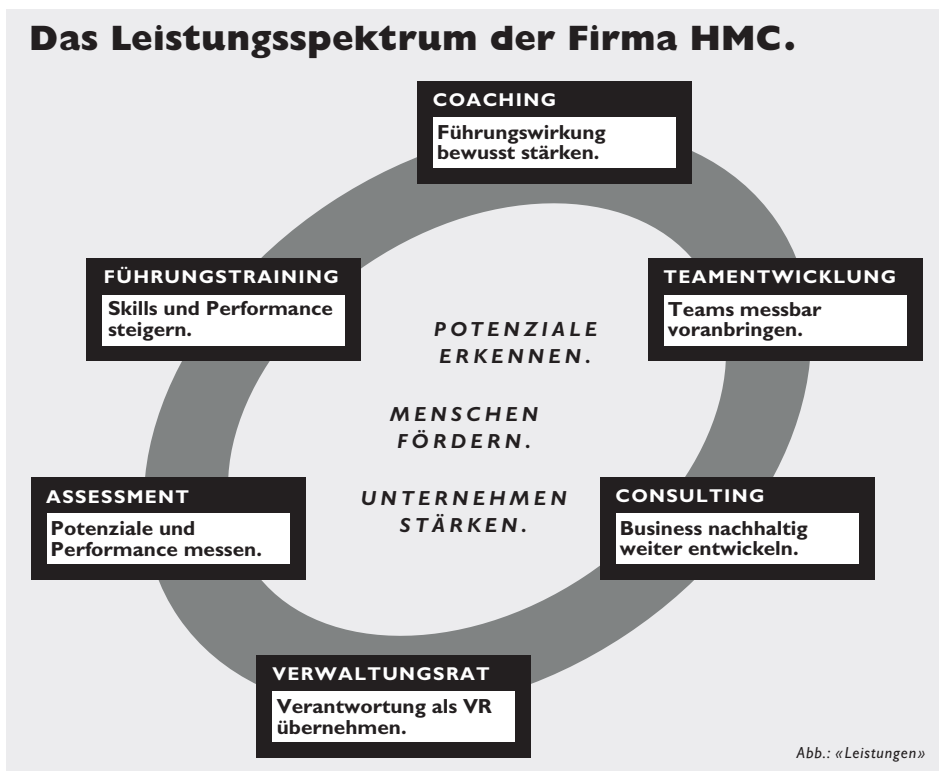 Das Leistungsspektrum der Firma HMC.
COACHING
Führungswirkung
bewusst stärken.
FÜHRUNGSTRAINING
Skills und Performance
steigern.
TEAMENTWICKLUNG
Teams messbar
voranbringen.
POTENZIALE
ERKENNEN.
MENSCHEN
FÖRDERN.
UNTERNEHMEN
STÄRKEN.
ASSESSMENT
Potenziale und
Performance messen.
CONSULTING
Business nachhaltig
weiter entwickeln.
VERWALTUNGSRAT
Verantwortung als VR
übernehmen.
Abb.: «Leistungen»